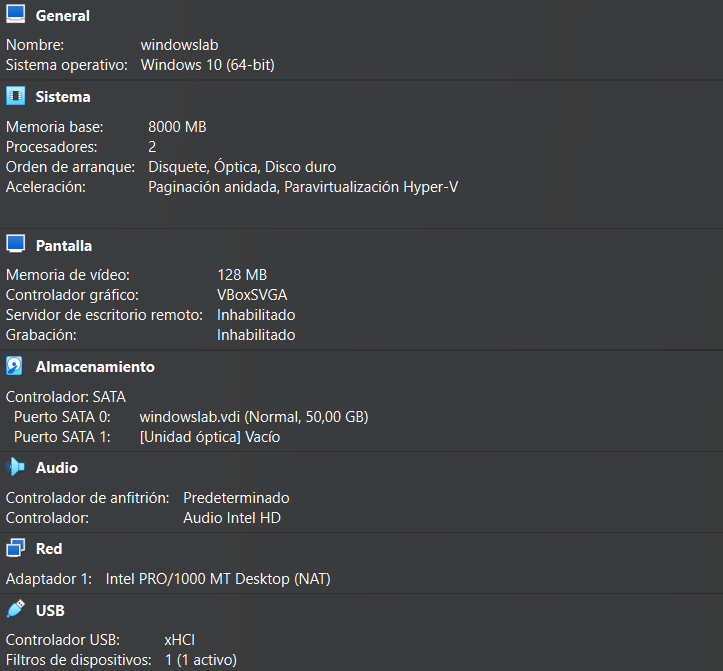 General
Nombre: windowslab
Sistema operativo: Windows 10 (64-bit)
Sistema
Memoria base: 8000 MB
Procesadores: 2
Orden de arranque: Disquete, Óptica, Disco duro
Aceleración: Paginación anidada, Paravirtualización Hyper-V
Pantalla
Memoria de vídeo: 128 MB
Controlador gráfico: VBoxSVGA
Servidor de escritorio remoto: Inhabilitado
Grabación: Inhabilitado
Almacenamiento
Controlador: SATA
Puerto SATA 0: windowslab.vdi (Normal, 50,00 GB)
Puerto SATA 1: [Unidad óptica] Vacío
Audio
Controlador de anfitrión: Predeterminado
Controlador: Audio Intel HD
Red
Adaptador 1: Intel PRO/1000 MT Desktop (NAT)
USB
Controlador USB: xHCI
Filtros de dispositivos: 1 (1 activo)